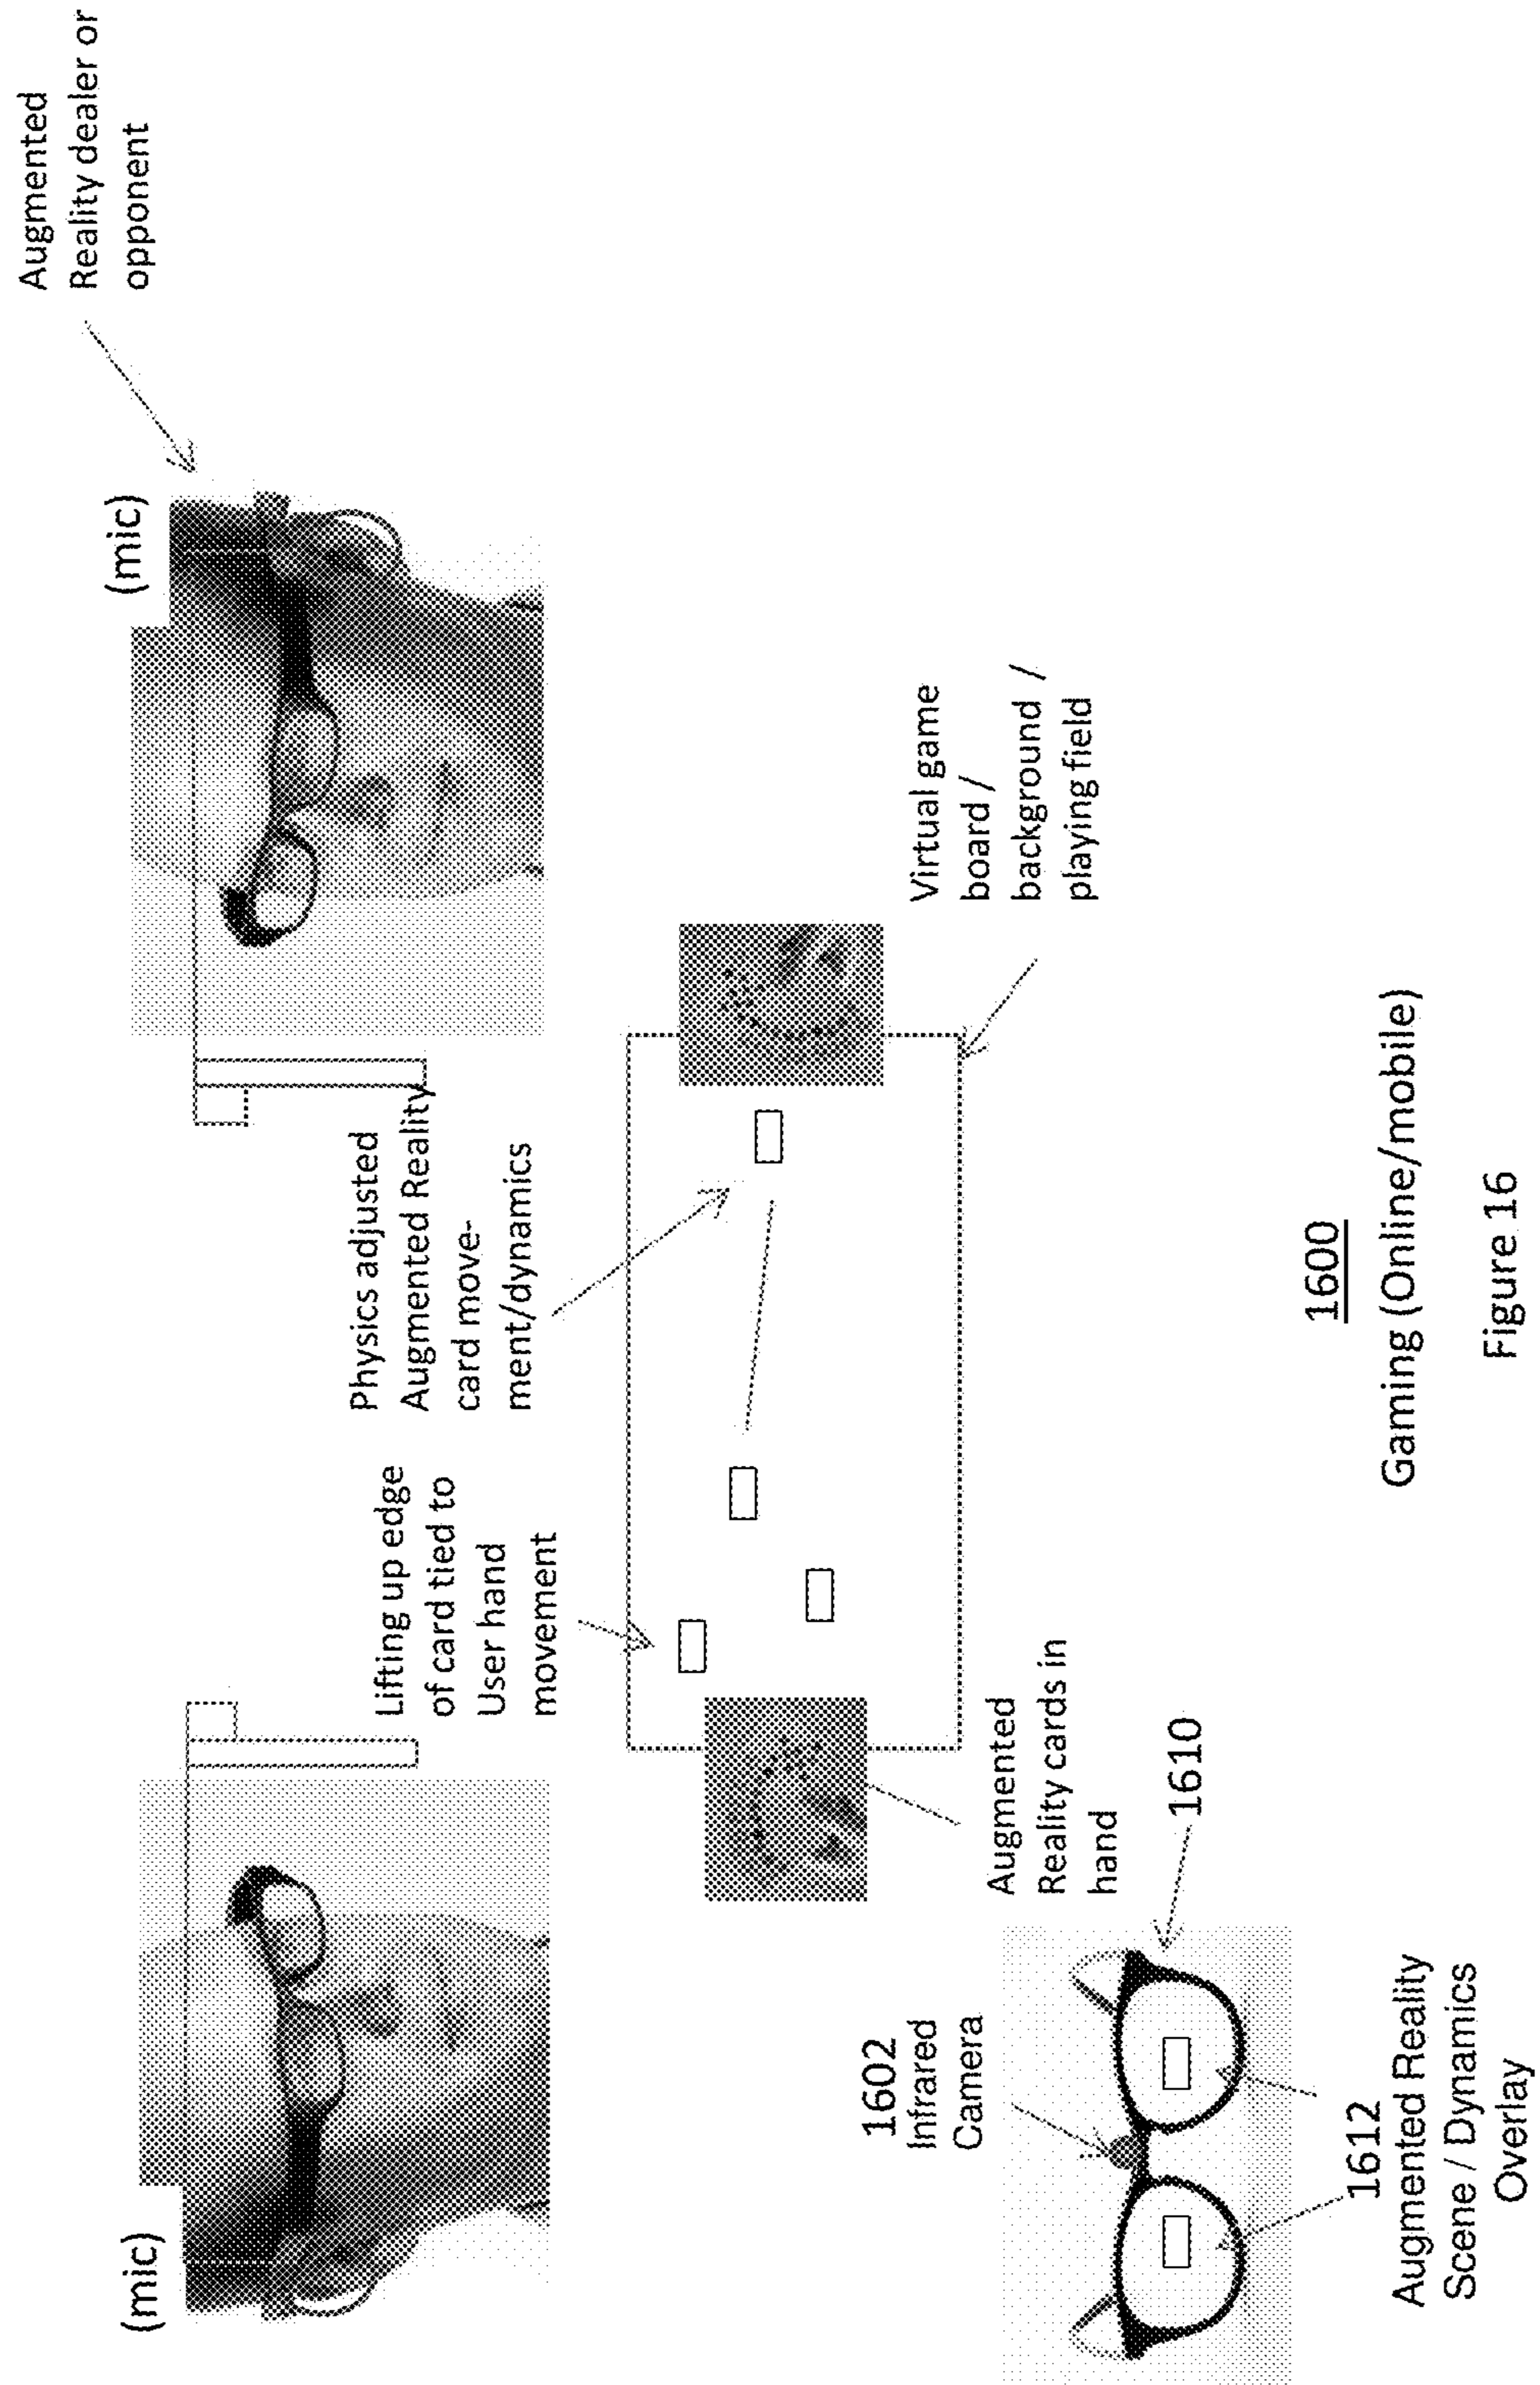 (mic)
(mic)
Augmented
Reality dealer or
opponent
Lifting up edge
of card tied to
User hand
movement
Physics adjusted
Augmented Reality
card move-
ment/dynamics
1602
Infrared
Camera
Augmented
Reality cards in
hand
1610
Virtual game
board /
background /
playing field
1612
Augmented Reality
Scene / Dynamics
Overlay
1600
Gaming (Online/mobile)
Figure 16